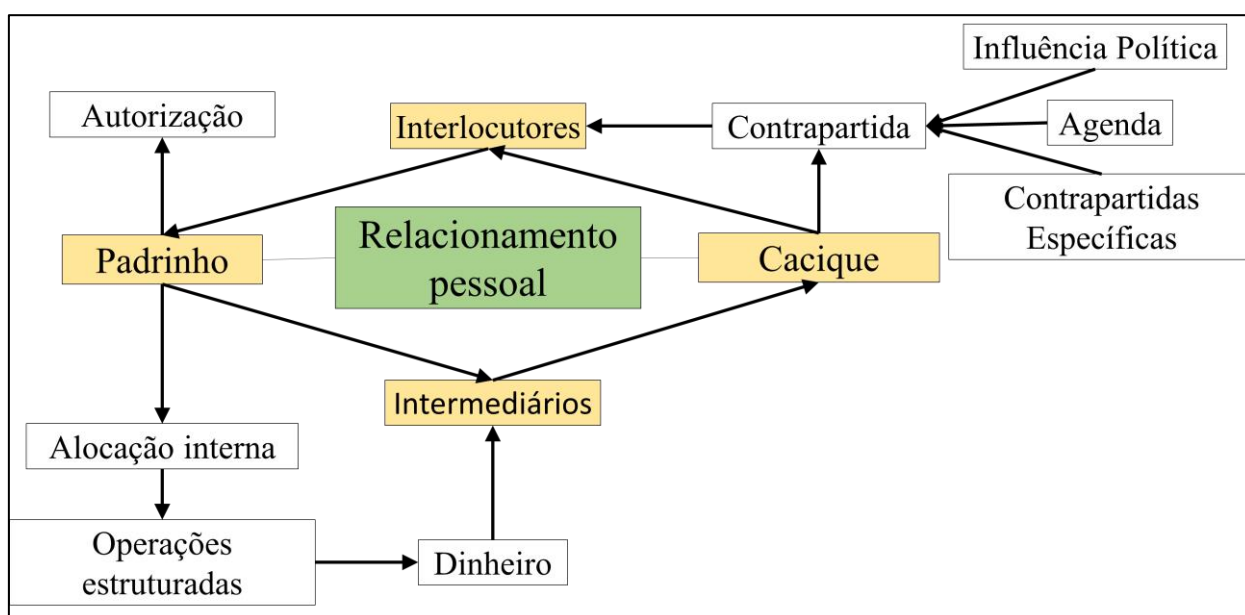 Influência Política
Autorização
Interlocutores
Contrapartida
Agenda
Contrapartidas
Específicas
Relacionamento
pessoal
Padrinho
Cacique
Intermediários
Alocação interna
Operações
estruturadas
Dinheiro